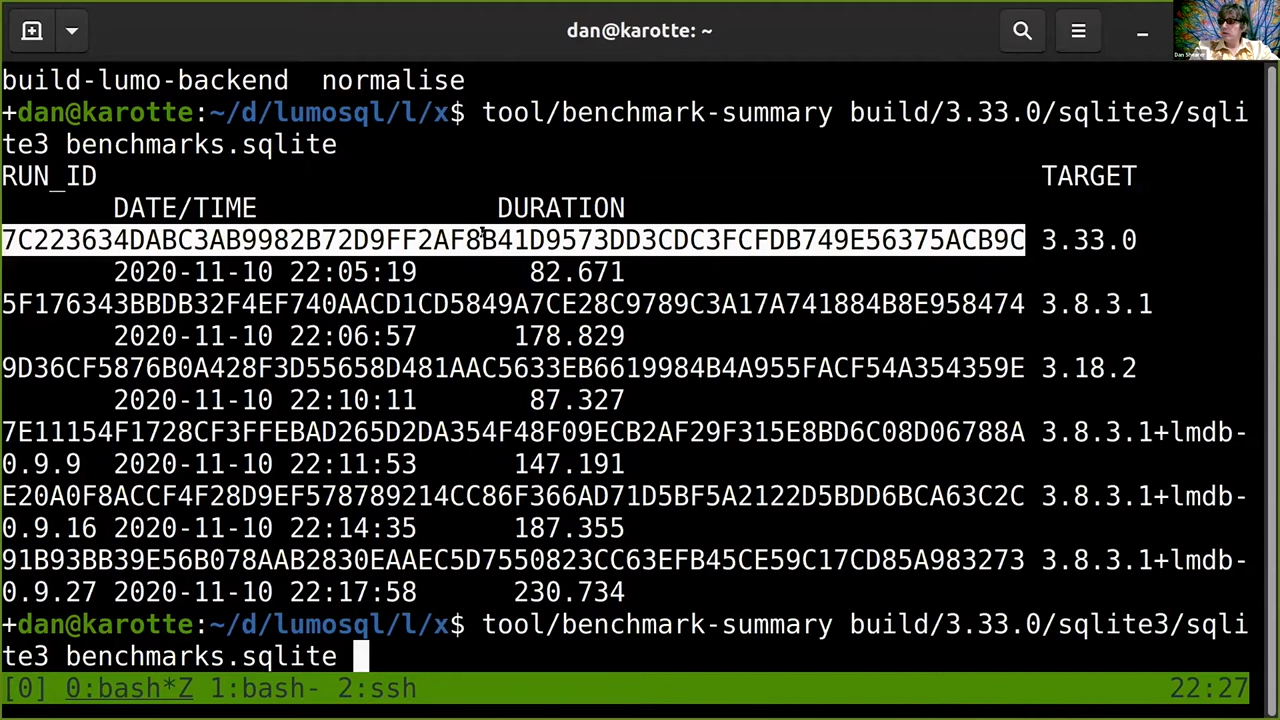 dan@karotte: ~
build-lumo-backend  normalise
+dan@karotte:~/d/lumosql/l/x$ tool/benchmark-summary build/3.33.0/sqlite3/sqli
te3 benchmarks.sqlite
RUN_ID TARGET
DATE/TIME DURATION
7C223634DABC3AB9982B72D9FF2AF8B41D9573DD3CDC3FCFDB749E56375ACB9C 3.33.0
2020-11-10 22:05:19 82.671
5F176343BBDB32F4EF740AACD1CD5849A7CE28C9789C3A17A741884B8E958474 3.8.3.1
2020-11-10 22:06:57 178.829
9D36CF5876B0A428F3D55658D481AAC5633EB6619984B4A955FACF54A354359E 3.18.2
2020-11-10 22:10:11 87.327
7E11154F1728CF3FFEBAD265D2DA354F48F09ECB2AF29F315E8BD6C08D06788A 3.8.3.1+lmdb-
0.9.9  2020-11-10 22:11:53 147.191
E20A0F8ACCF4F28D9EF578789214CC86F366AD71D5BF5A2122D5BDD6BCA63C2C 3.8.3.1+lmdb-
0.9.16 2020-11-10 22:14:35 187.355
91B93BB39E56B078AAB2830EAAEC5D7550823CC63EFB45CE59C17CD85A983273 3.8.3.1+lmdb-
0.9.27 2020-11-10 22:17:58 230.734
+dan@karotte:~/d/lumosql/l/x$ tool/benchmark-summary build/3.33.0/sqlite3/sqli
te3 benchmarks.sqlite
[0] 0:bash*Z 1:bash- 2:ssh 22:27